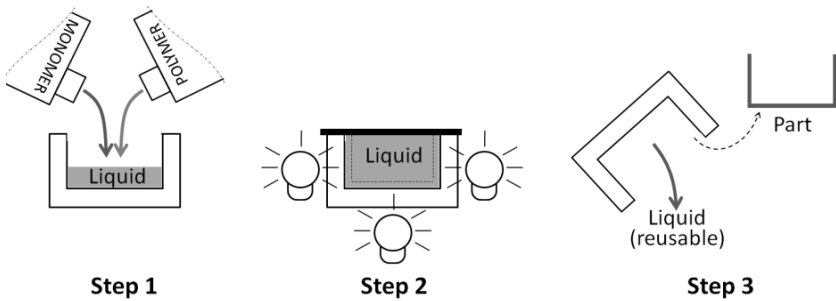 MONOMER
POLYMER
Liquid
Liquid
Part
Liquid
(reusable)
Step 1
Step 2
Step 3